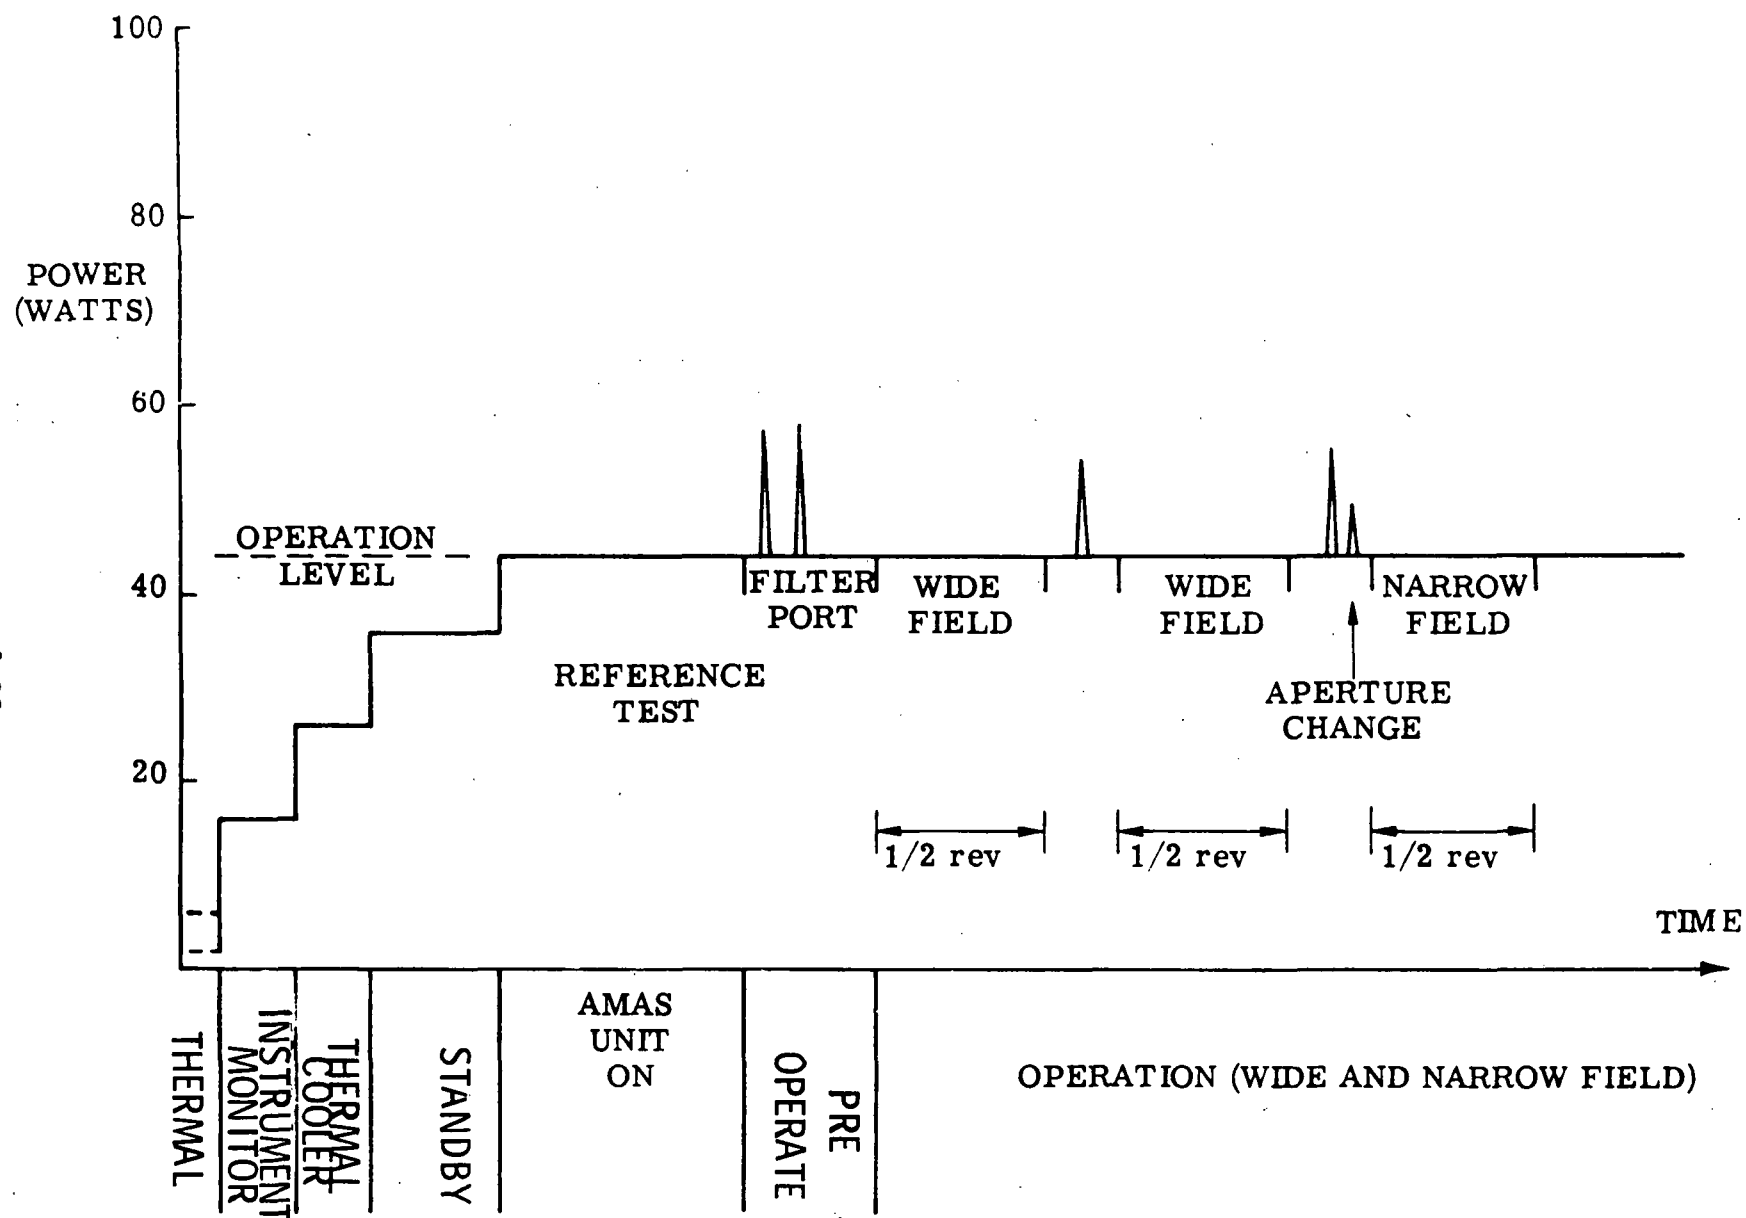 100
80
POWER
(WATTS)
60
OPERATION
LEVEL
40
FILTER
PORT
WIDE
FIELD
WIDE
FIELD
NARROW
FIELD
REFERENCE
TEST
APERTURE
CHANGE
20
1/2 rev
1/2 rev
1/2 rev
TIME
THERMAL
INSTRUMENT
MONITOR
THERMAL
COOLER
STANDBY
AMAS
UNIT
ON
PRE
OPERATE
OPERATION (WIDE AND NARROW FIELD)